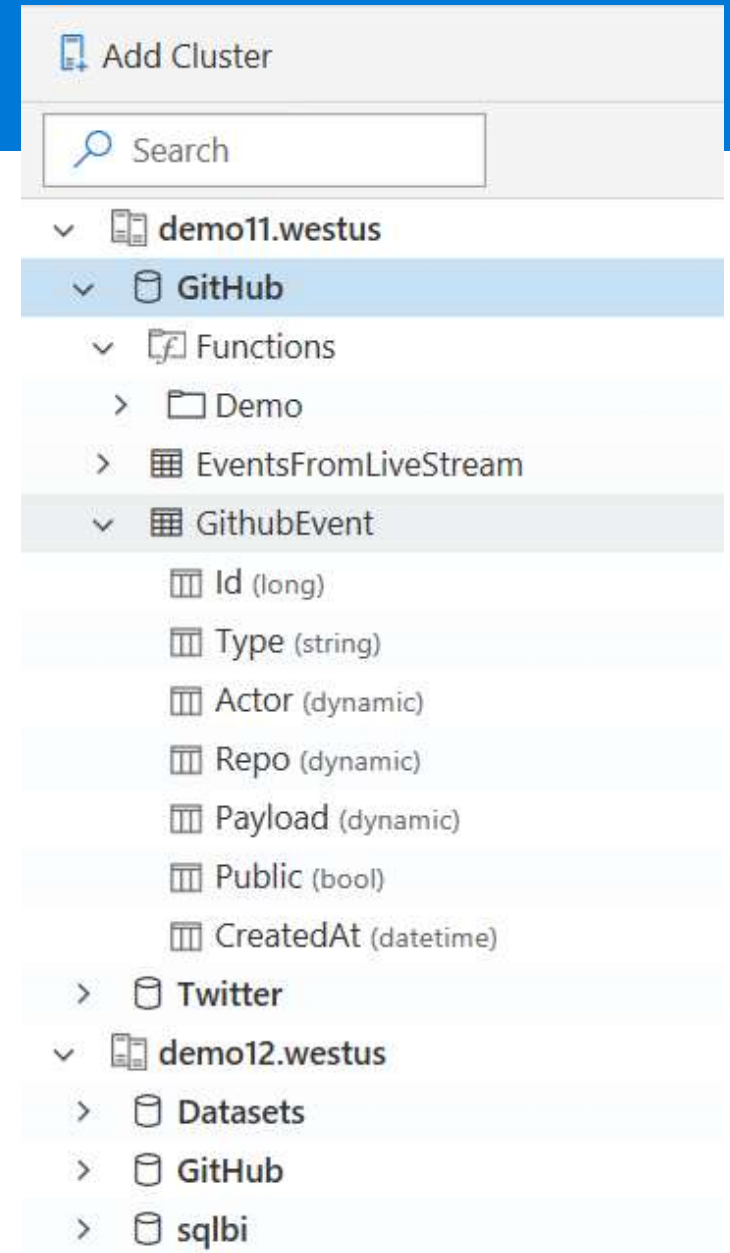 Add Cluster
Search
demo11.westus
GitHub
Functions
Demo
EventsFromLiveStream
GithubEvent
Id (long)
Type (string)
Actor (dynamic)
Repo (dynamic)
Payload (dynamic)
Public (bool)
CreatedAt (datetime)
Twitter
demo12.westus
Datasets
GitHub
sqlbi